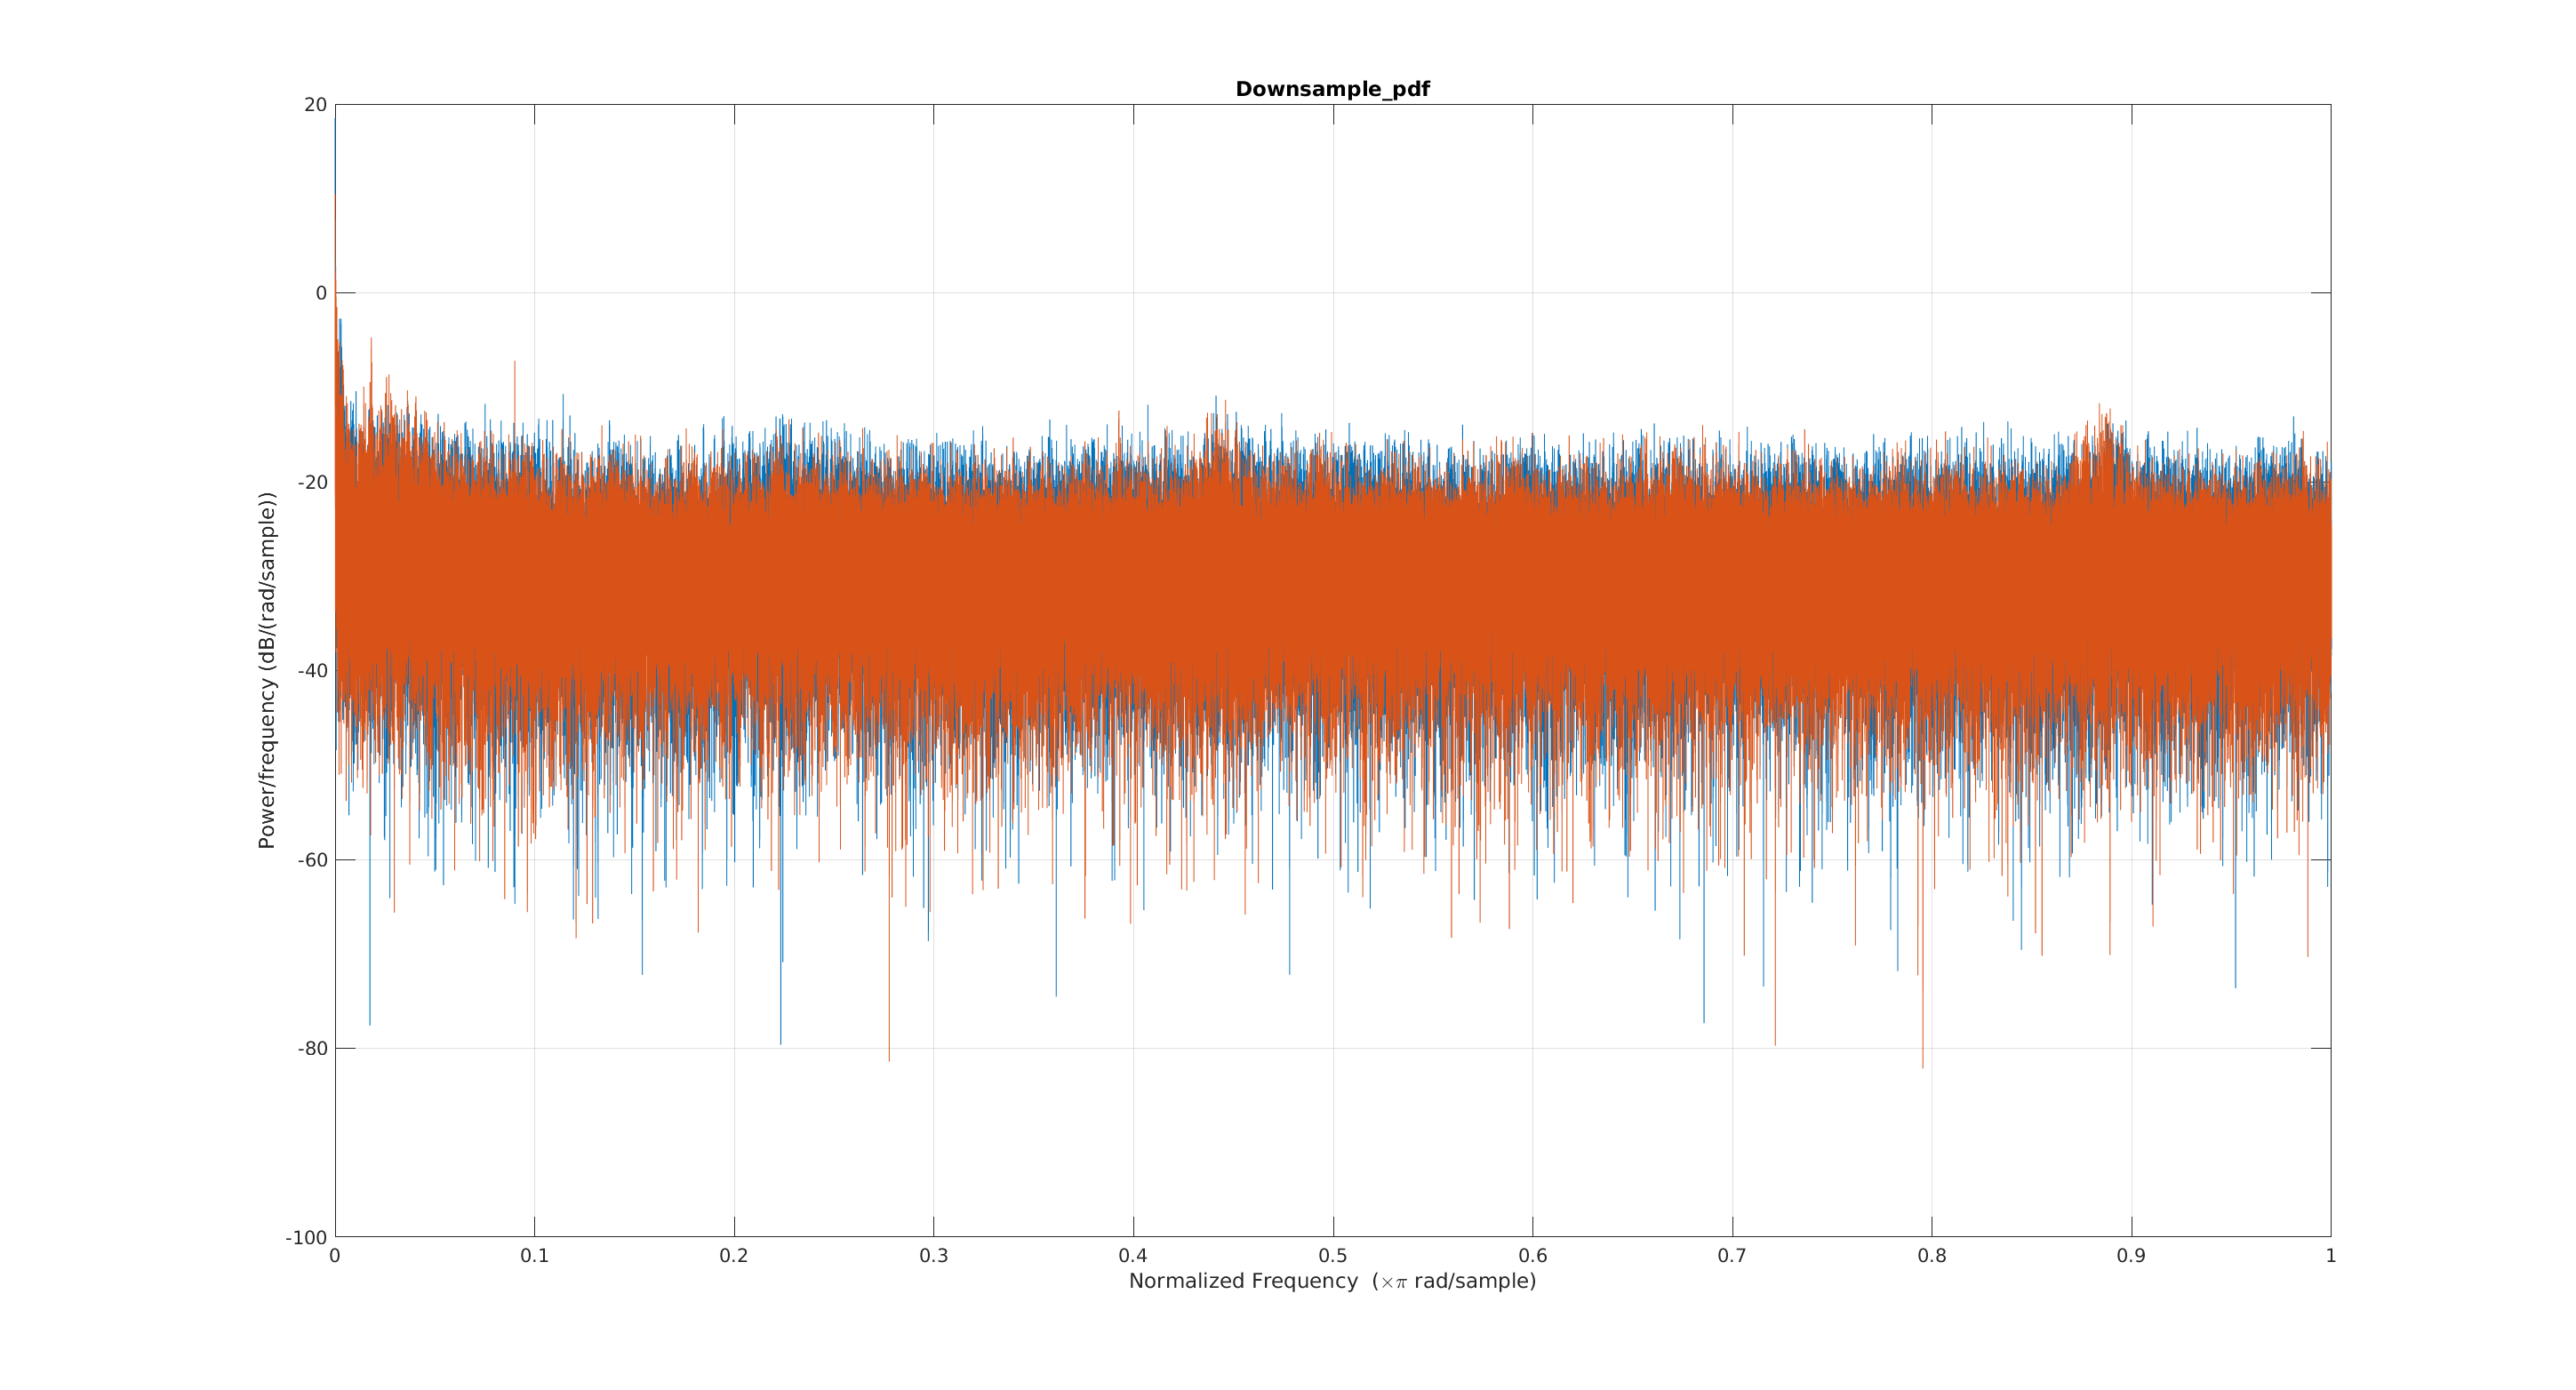 Downsample_pdf
20
0
-20
-40
-60
-80
-100
Power/frequency (dB/(rad/sample))
0 0.1 0.2 0.3 0.4 0.5 0.6 0.7 0.8 0.9 1
Normalized Frequency (×π rad/sample)